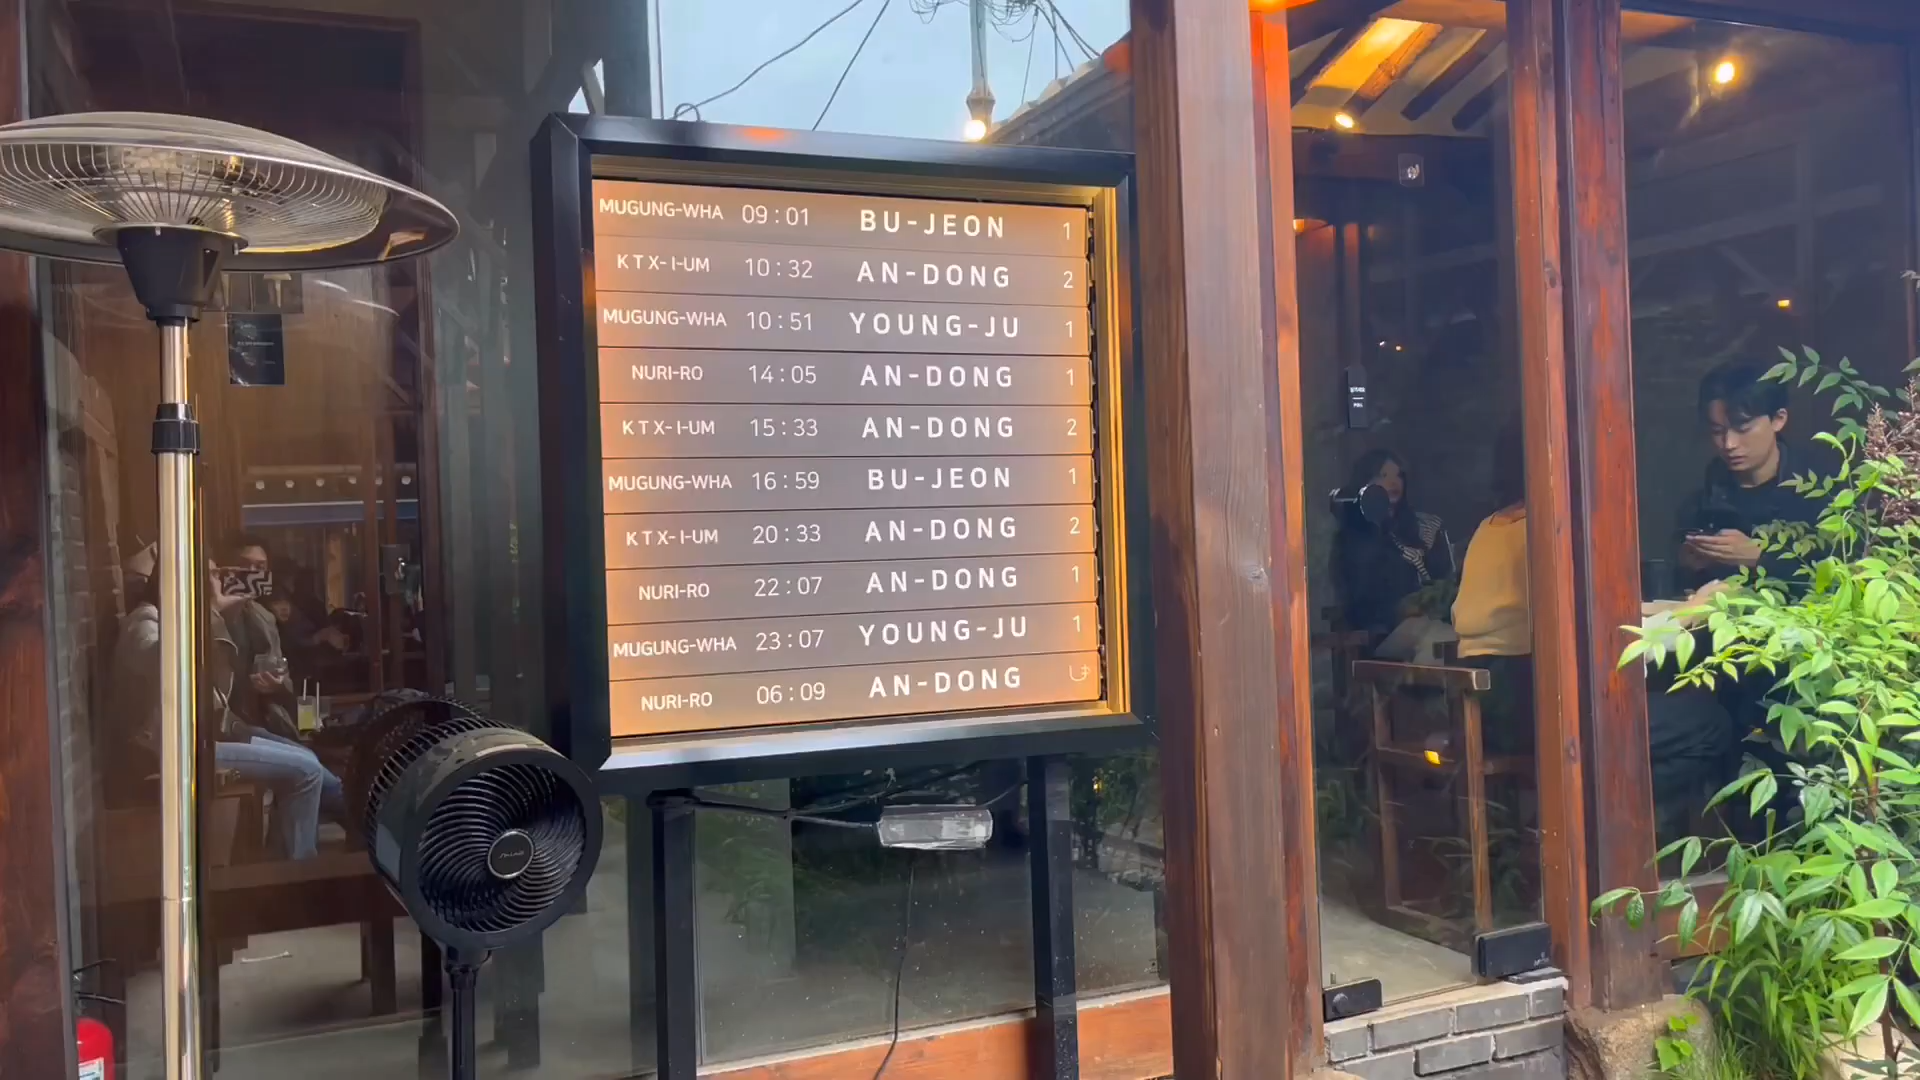 MUGUNG-WHA 09:01 BU-JEON 1
KTX-I-UM 10:32 AN-DONG 2
MUGUNG-WHA 10:51 YOUNG-JU 1
NURI-RO 14:05 AN-DONG 1
KTX-I-UM 15:33 AN-DONG 2
MUGUNG-WHA 16:59 BU-JEON 1
KTX-I-UM 20:33 AN-DONG 2
NURI-RO 22:07 AN-DONG 1
MUGUNG-WHA 23:07 YOUNG-JU 1
NURI-RO 06:09 AN-DONG